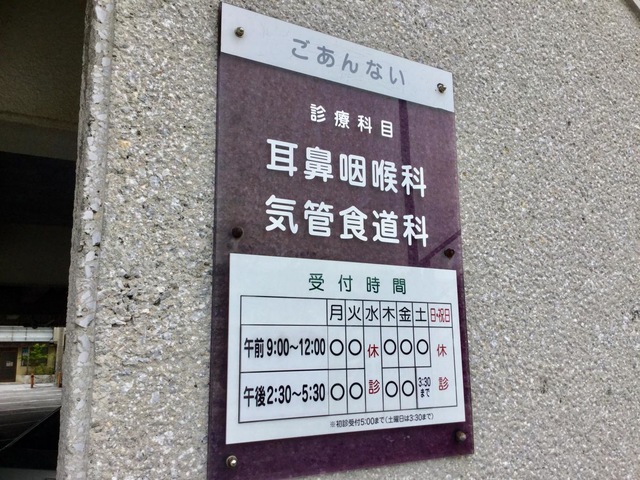 ごあんない
診療科目
耳鼻咽喉科
気管食道科
受付時間
月火水木金土日・祝日
午前9:00〜12:00 ○○休○○○休
午後2:30〜5:30 ○○診○○3:30まで診
※初診受付5:00まで(土曜日は3:30まで)